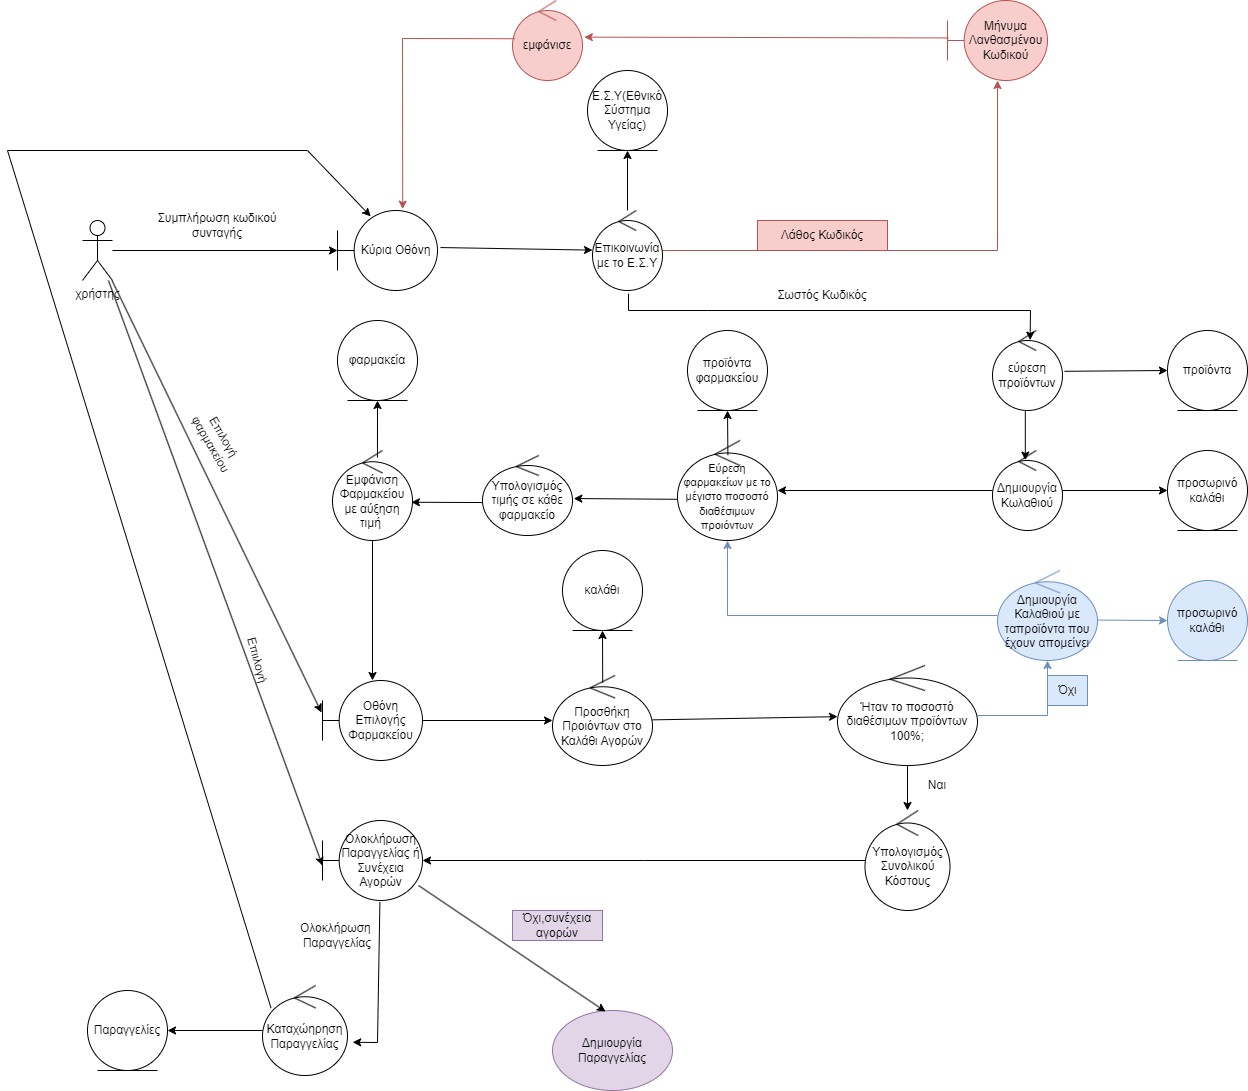 Μήνυμα
Λανθασμένου
Κωδικού
εμφάνισε
Ε.Σ.Υ(Εθνικό
Σύστημα
Υγείας)
Συμπλήρωση κωδικού
συνταγής
Κύρια Οθόνη
Επικοινωνία
με το Ε.Σ.Υ
Λάθος Κωδικός
χρήστης
Σωστός Κωδικός
φαρμακεία
προϊόντα
φαρμακείου
εύρεση
προϊόντων
προϊόντα
Επιλογή
φαρμακείου
Εμφάνιση
Φαρμακείου
με αύξηση
τιμή
Υπολογισμός
τιμής σε κάθε
φαρμακείο
Εύρεση
φαρμακείων με το
μέγιστο ποσοστό
διαθέσιμων
προιόντων
Δημιουργία
Κωλαθιού
προσωρινό
καλάθι
καλάθι
Δημιουργία
Καλαθιού με
ταπροϊόντα που
έχουν απομείνει
προσωρινό
καλάθι
Επιιλογή
Οθόνη
Επιλογής
Φαρμακείου
Προσθήκη
Προιόντων στο
Καλάθι Αγορών
Ήταν το ποσοστό
διαθέσιμων προϊόντων
100%;
Όχι
Ναι
Ολοκλήρωση
Παραγγελίας ή
Συνέχεια
Αγορών
Υπολογισμός
Συνολικού
Κόστους
Ολοκλήρωση
Παραγγελίας
Όχι,συνέχεια
αγορών
Παραγγελίες
Καταχώηρηση
Παραγγελίας
Δημιουργία
Παραγγελίας